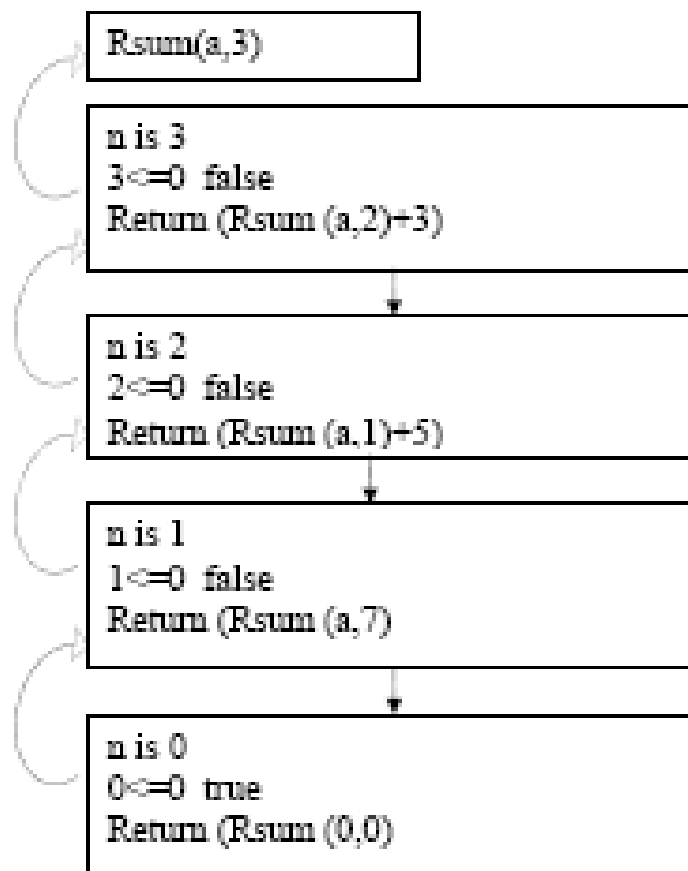 Rsum(a,3)
n is 3
3<=0 false
Return (Rsum (a,2)+3)
n is 2
2<=0 false
Return (Rsum (a,1)+5)
n is 1
1<=0 false
Return (Rsum (a,7)
n is 0
0<=0 true
Return (Rsum (0,0)